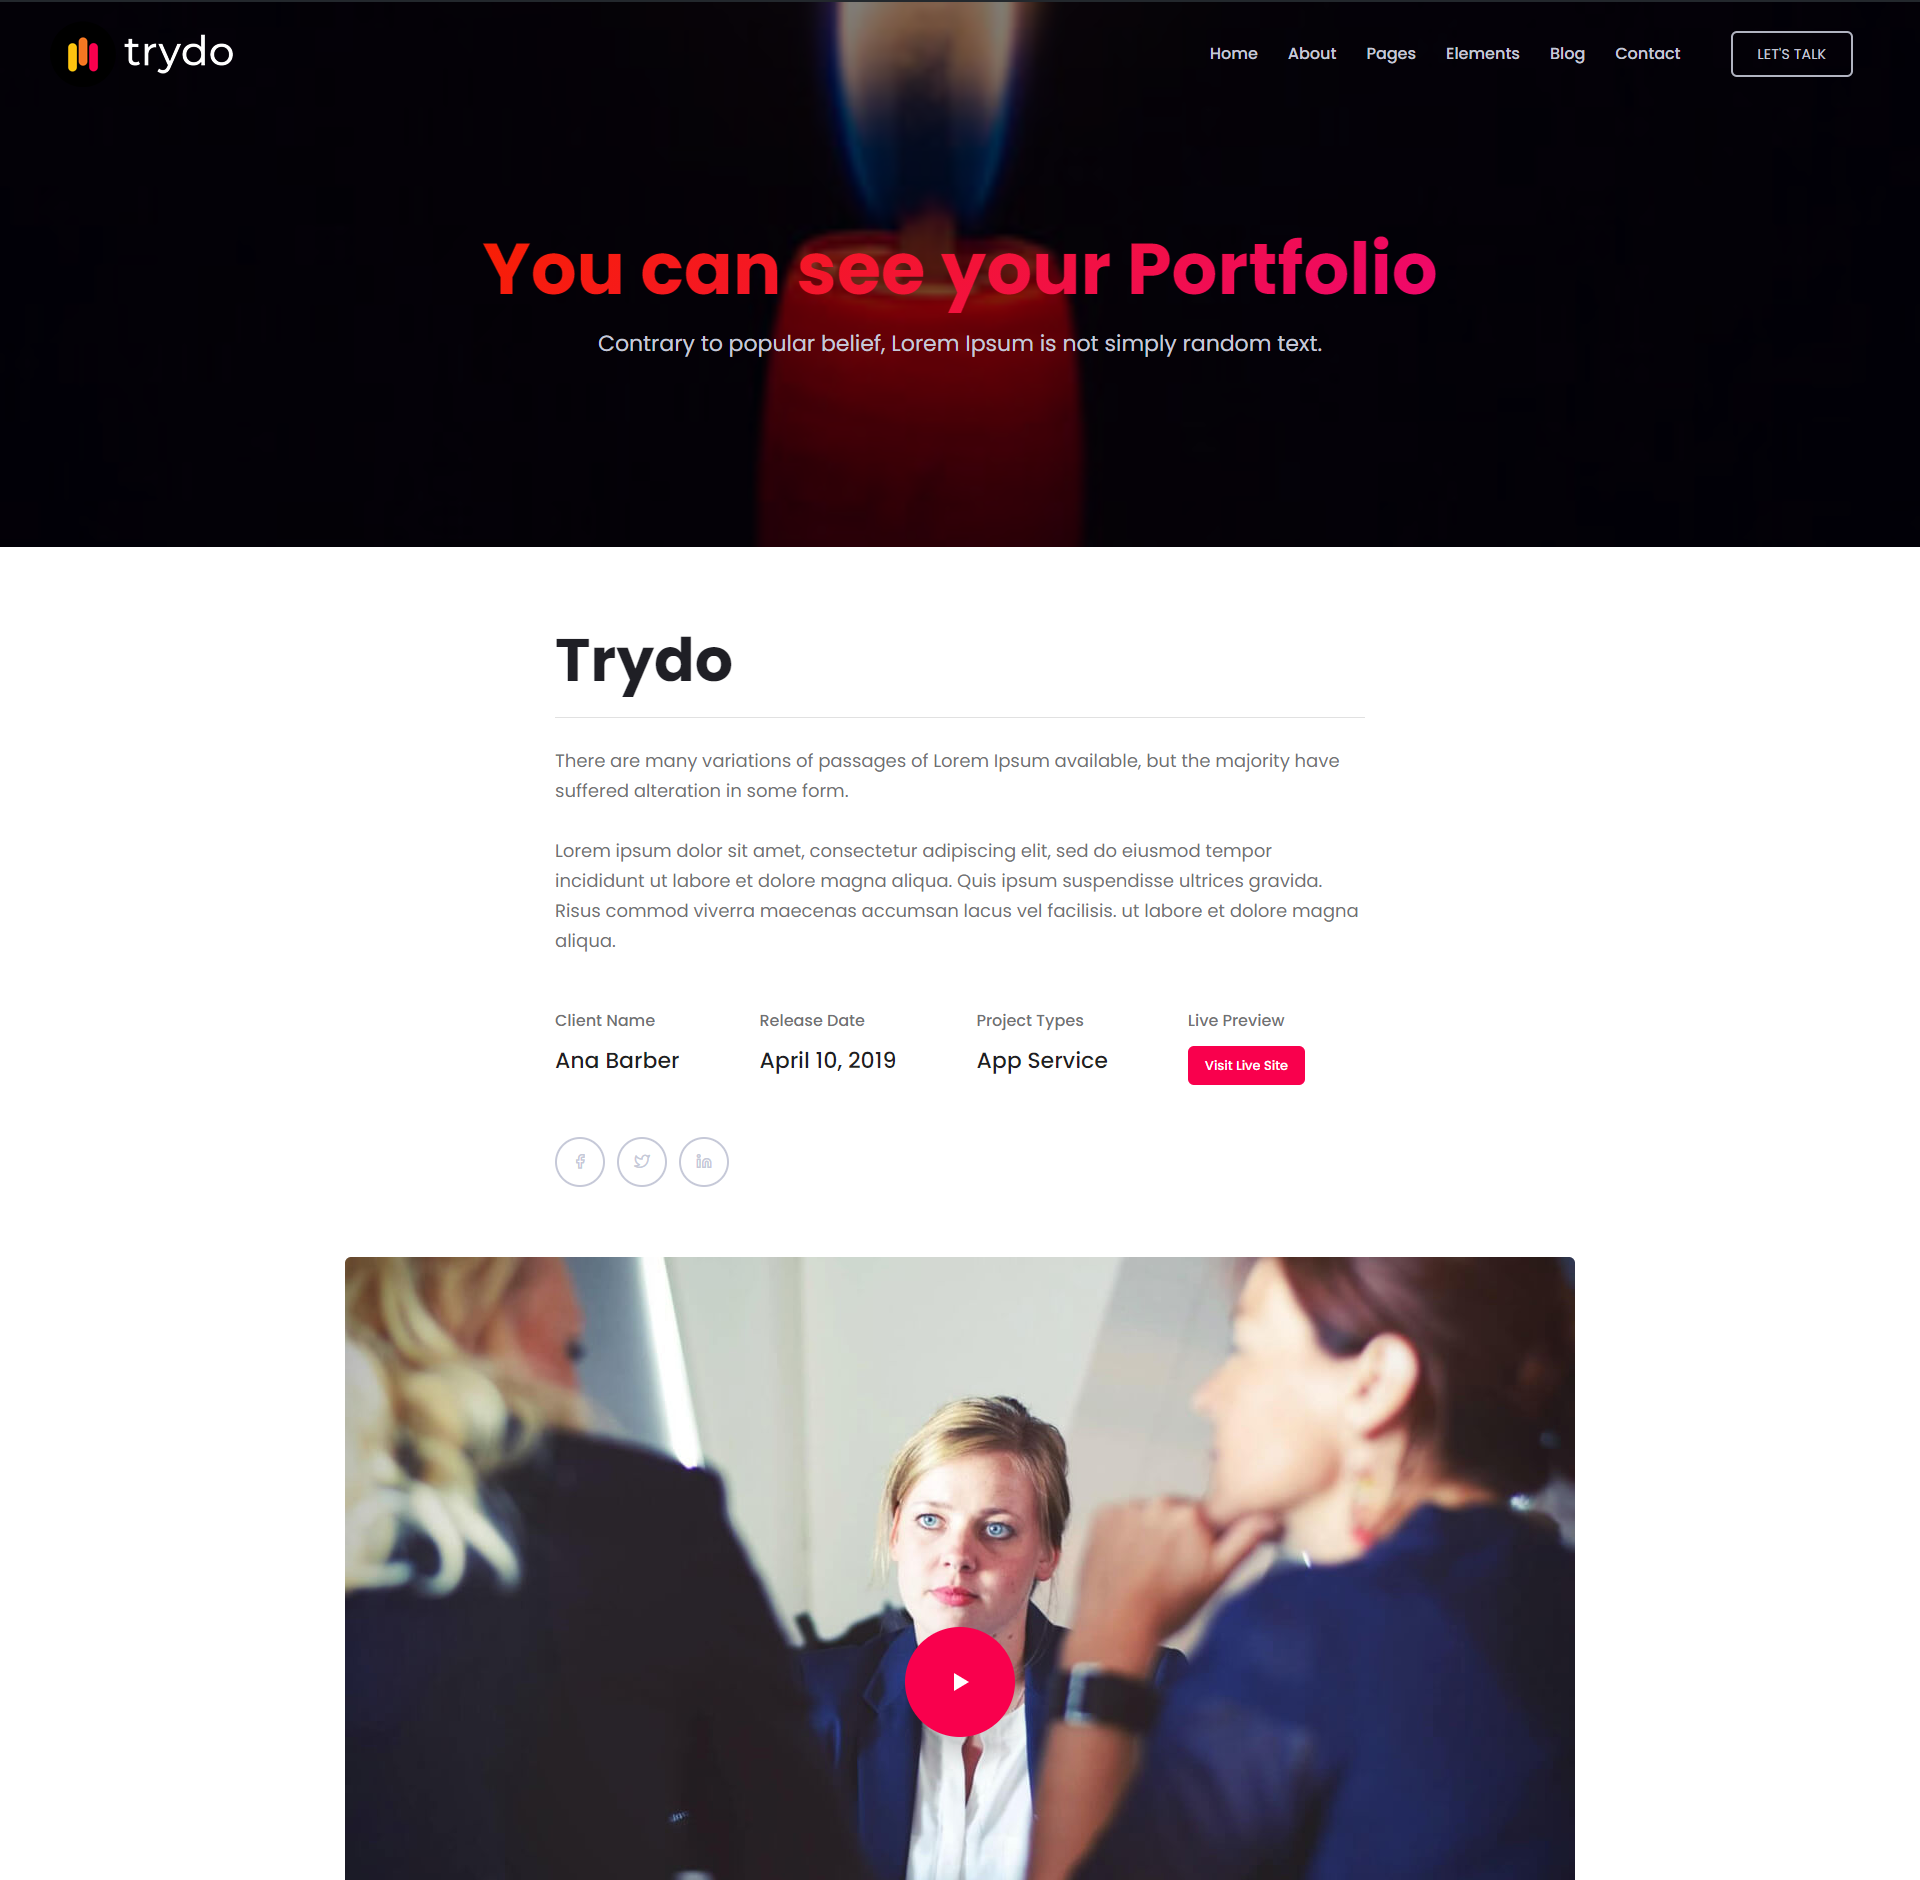 trydo
Home About Pages Elements Blog Contact LET'S TALK
You can see your Portfolio
Contrary to popular belief, Lorem Ipsum is not simply random text.
Trydo
There are many variations of passages of Lorem Ipsum available, but the majority have
suffered alteration in some form.
Lorem ipsum dolor sit amet, consectetur adipiscing elit, sed do eiusmod tempor
incididunt ut labore et dolore magna aliqua. Quis ipsum suspendisse ultrices gravida.
Risus commod viverra maecenas accumsan lacus vel facilisis. ut labore et dolore magna
aliqua.
Client Name Release Date Project Types Live Preview
Ana Barber April 10, 2019 App Service Visit Live Site